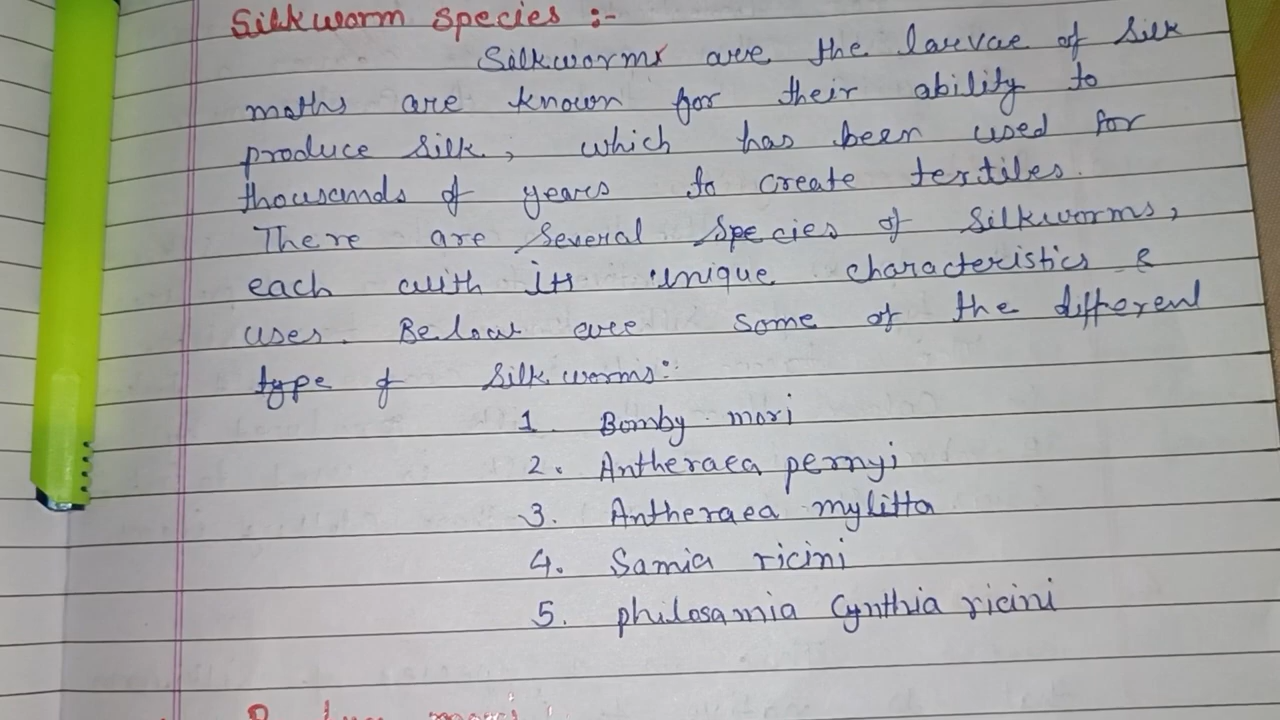 Silkworm species :-
Silkworms are the larvae of silk
moths are known for their ability to
produce silk, which has been used for
thousands of years to create textiles.
There are several species of silkworms,
each with its unique characteristics &
uses. Below are some of the different
type of silk worms:
1. Bomby mori
2. Antheraea pernyi
3. Antheraea mylitta
4. Samia ricini
5. philosamia Cynthia ricini